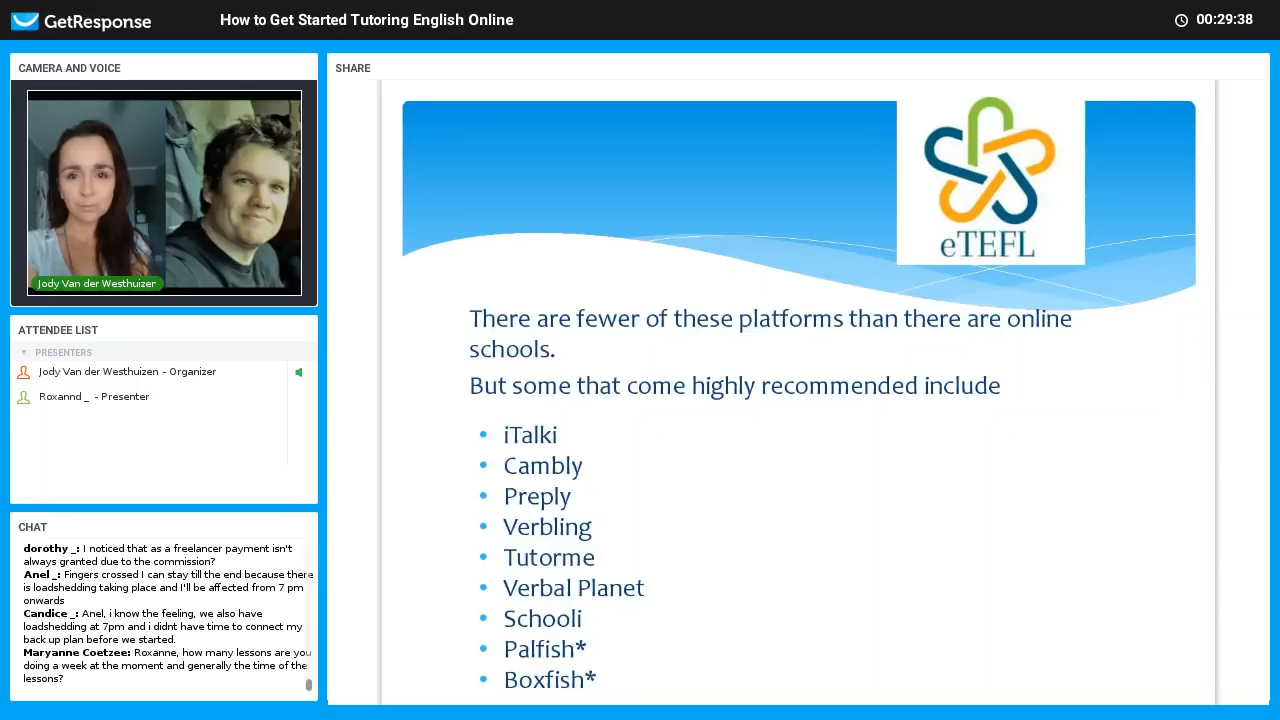 GetResponse
How to Get Started Tutoring English Online
00:29:38
CAMERA AND VOICE
Jody Van der Westhuizer
ATTENDEE LIST
PRESENTERS
Jody Van der Westhuizen - Organizer
Roxannd _ - Presenter
CHAT
dorothy _: I noticed that as a freelancer payment isn't
always granted due to the commission?
Anel _: Fingers crossed I can stay till the end because there
is loadshedding taking place and I'll be affected from 7 pm
onwards
Candice _: Anel, i know the feeling, we also have
loadshedding at 7pm and i didnt have time to connect my
back up plan before we started.
Maryanne Coetzee: Roxanne, how many lessons are you
doing a week at the moment and generally the time of the
lessons?
SHARE
eTEFL
There are fewer of these platforms than there are online
schools.
But some that come highly recommended include
• iTalki
• Cambly
• Preply
• Verbling
• Tutorme
• Verbal Planet
• Schooli
• Palfish*
• Boxfish*